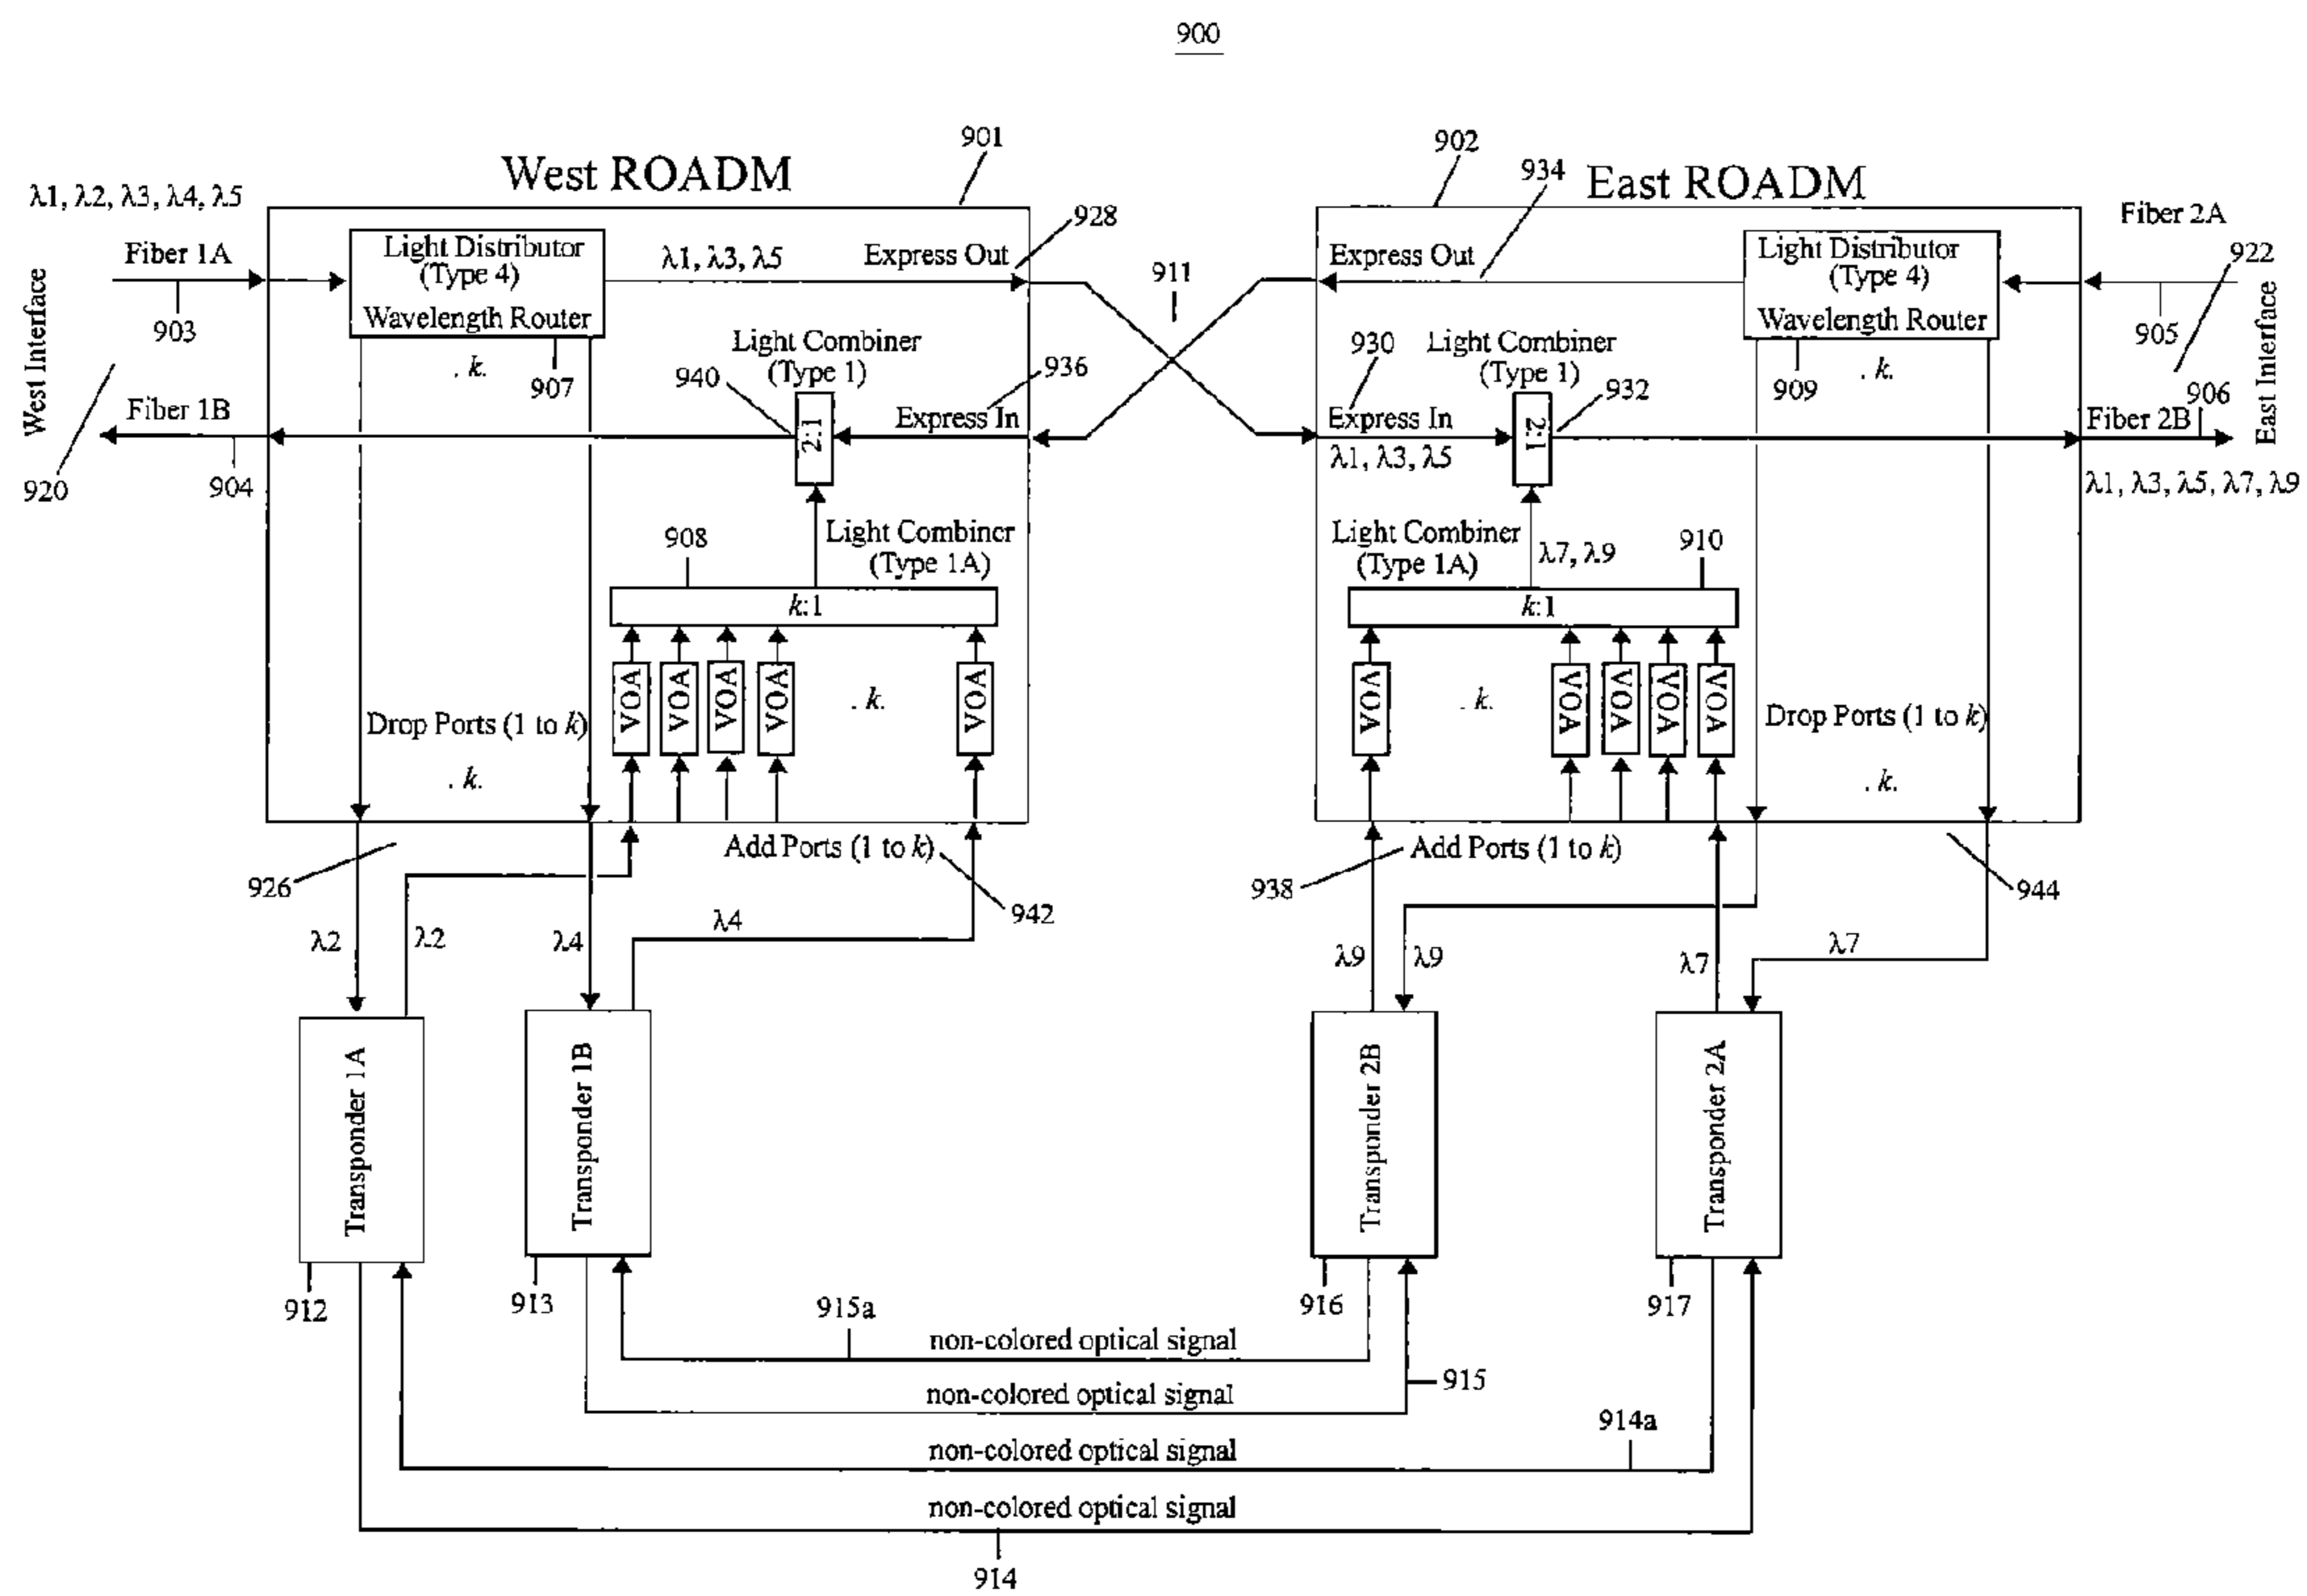 900
West ROADM
901
λ1, λ2, λ3, λ4, λ5
Fiber 1A
903
West Interface
Light Distributor
(Type 4)
Wavelength Router
907
. k.
λ1, λ3, λ5
Express Out
928
Light Combiner
(Type 1)
940
2:1
Express In
936
Fiber 1B
904
920
911
908
Light Combiner
(Type 1A)
k:1
VOA
VOA
VOA
VOA
. k.
VOA
Drop Ports (1 to k)
. k.
Add Ports (1 to k)
926
942
λ2
λ2
λ4
λ4
Transponder 1A
Transponder 1B
912
913
902
934
East ROADM
Express Out
Light Distributor
(Type 4)
Wavelength Router
909
. k.
Fiber 2A
922
905
East Interface
930
Express In
λ1, λ3, λ5
Light Combiner
(Type 1)
932
2:1
906
Fiber 2B
λ1, λ3, λ5, λ7, λ9
Light Combiner
(Type 1A)
λ7, λ9
910
k:1
VOA
. k.
VOA
VOA
VOA
VOA
Drop Ports (1 to k)
. k.
Add Ports (1 to k)
938
944
λ9
λ9
λ7
λ7
Transponder 2B
Transponder 2A
916
917
915a
non-colored optical signal
non-colored optical signal
915
914a
non-colored optical signal
non-colored optical signal
914